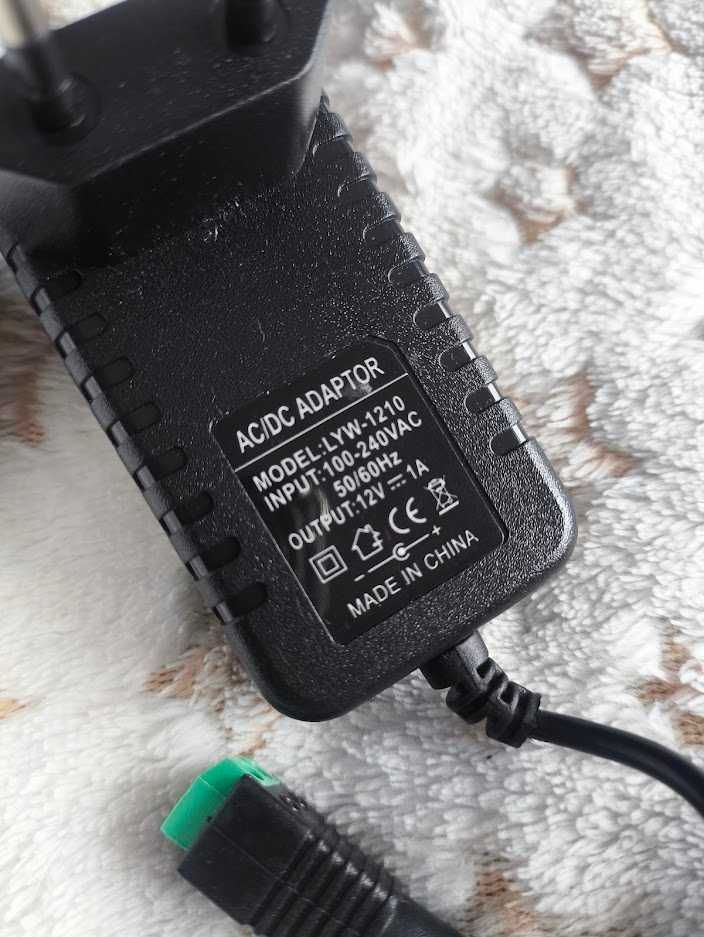 AC/DC ADAPTOR
MODEL:LYW-1210
INPUT:100-240VAC
50/60Hz
OUTPUT:12V⎓1A
CE
- +
MADE IN CHINA